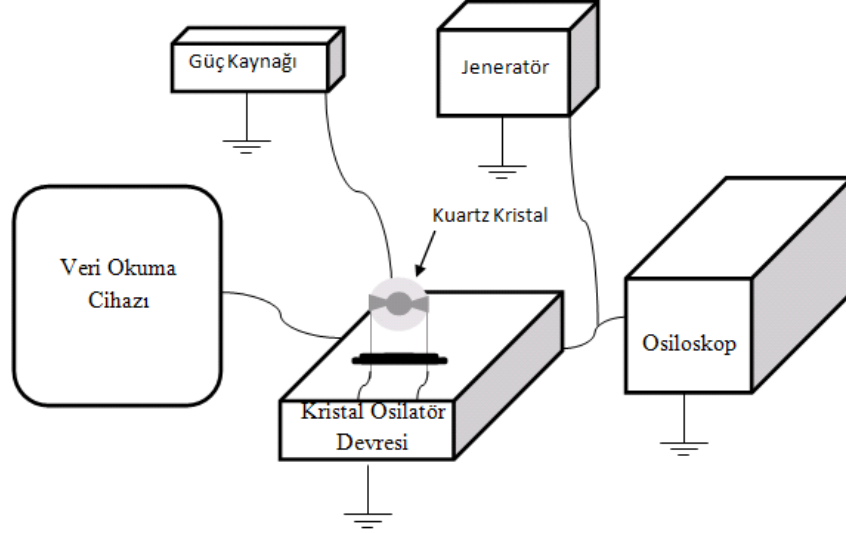 Güç Kaynağı
Jeneratör
Kuartz Kristal
Veri Okuma
Cihazı
Osiloskop
Kristal Osilatör
Devresi